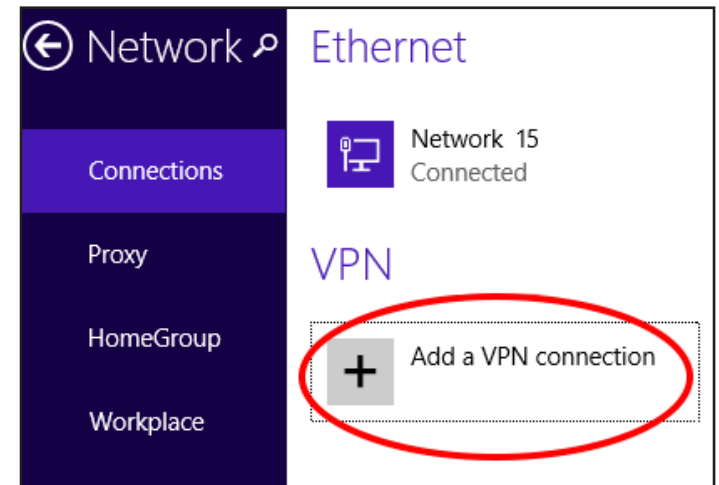 Network
Connections
Proxy
HomeGroup
Workplace
Ethernet
Network 15
Connected
VPN
Add a VPN connection